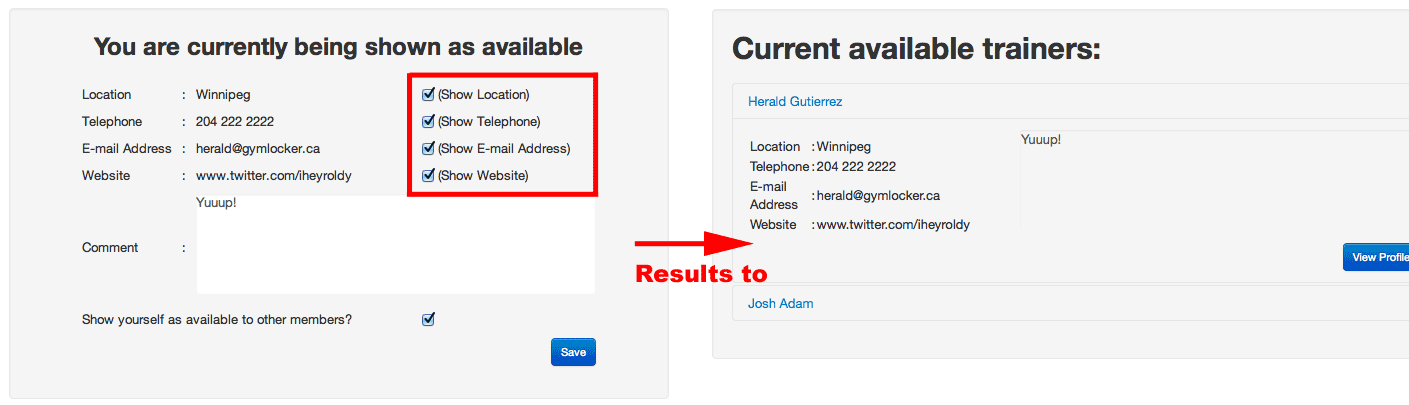 You are currently being shown as available
Location : Winnipeg (Show Location)
Telephone : 204 222 2222 (Show Telephone)
E-mail Address : herald@gymlocker.ca (Show E-mail Address)
Website : www.twitter.com/iheyroldy (Show Website)
Yuuup!
Comment :
Show yourself as available to other members?
Save
Results to
Current available trainers:
Herald Gutierrez
Yuuup!
Location : Winnipeg
Telephone : 204 222 2222
E-mail
Address : herald@gymlocker.ca
Website : www.twitter.com/iheyroldy
View Profile
Josh Adam